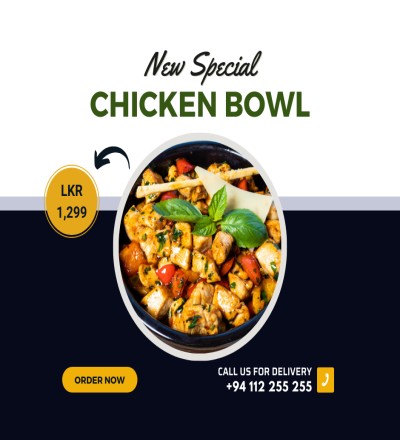 New Special
CHICKEN BOWL
LKR
1,299
ORDER NOW
CALL US FOR DELIVERY
+94 112 255 255